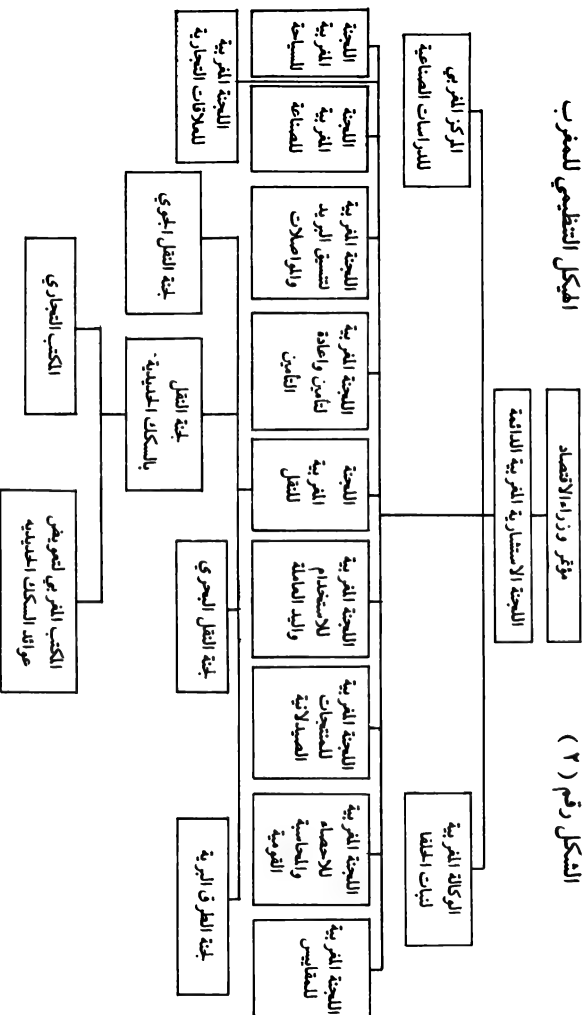 الشكل رقم ( ٢ )
الهيكل التنظيمي للمغرب
مؤتمر وزراء الاقتصاد
اللجنة الاستشارية المغربية الدائمة
الوكالة المغربية
لنبات الحلفا
المركز المغربي
للدراسات الصناعية
اللجنة المغربية
للمقاييس
اللجنة المغربية
للاحصاء
والمحاسبة
القومية
اللجنة المغربية
للمنتجات
الصيدلانية
اللجنة المغربية
للاستخدام
واليد العاملة
اللجنة
المغربية
للنقل
اللجنة المغربية
لتأمين واعادة
التأمين
اللجنة المغربية
لتنسيق البريد
والمواصلات
اللجنة
المغربية
للصناعة
اللجنة
المغربية
للسياحة
اللجنة المغربية
للعلاقات التجارية
لجنة الطرق البرية
لجنة النقل البحري
لجنة النقل
بالسكك الحديدية
لجنة النقل الجوي
المكتب المغربي لتعويض
عوائد السكك الحديديه
المكتب التجاري